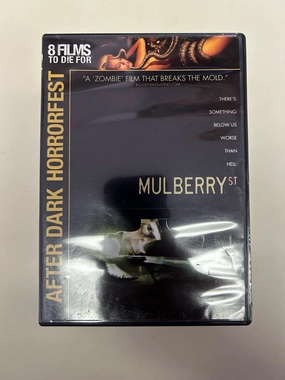 8 FILMS
TO DIE FOR
"A 'ZOMBIE' FILM THAT BREAKS THE MOLD."
THERE'S
SOMETHING
BELOW US
WORSE
THAN
HELL
MULBERRY ST
AFTER DARK HORRORFEST